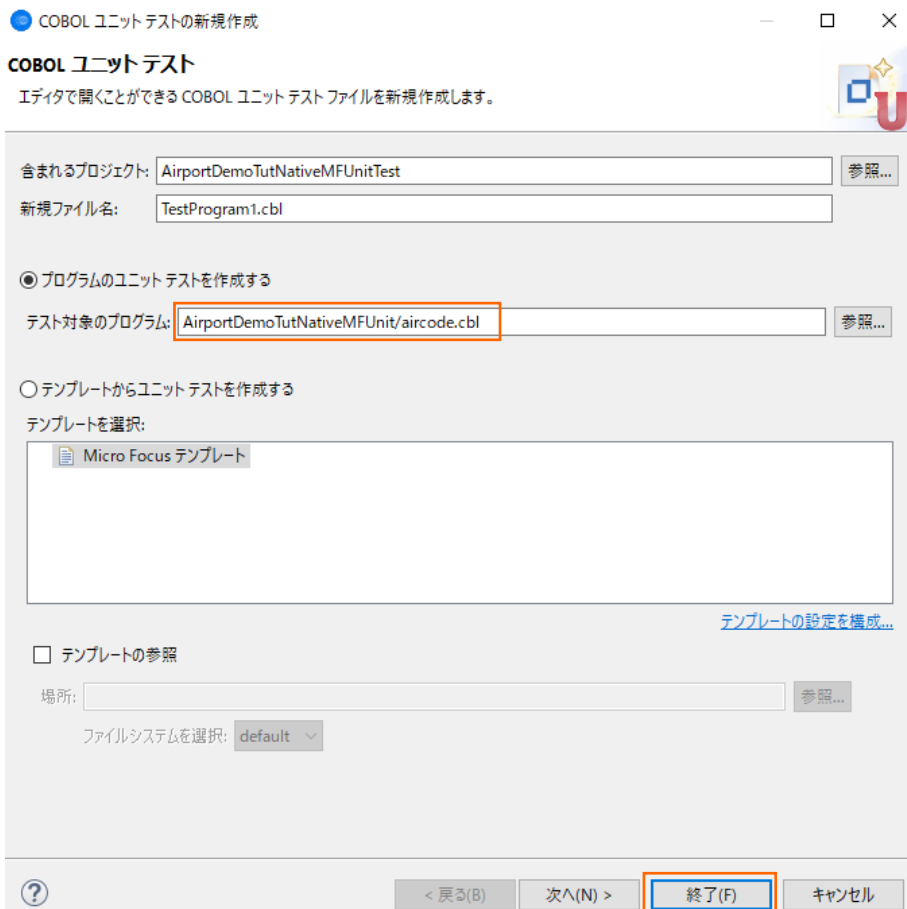 COBOL ユニット テストの新規作成
COBOL ユニット テスト
エディタで開くことができる COBOL ユニット テスト ファイルを新規作成します。
U
含まれるプロジェクト: AirportDemoTutNativeMFUnitTest 参照...
新規ファイル名: TestProgram1.cbl
プログラムのユニット テストを作成する
テスト対象のプログラム: AirportDemoTutNativeMFUnit/aircode.cbl 参照...
テンプレートからユニット テストを作成する
テンプレートを選択:
Micro Focus テンプレート
テンプレートの設定を構成...
テンプレートの参照
場所: 参照...
ファイルシステムを選択: default
? < 戻る(B) 次へ(N) > 終了(F) キャンセル